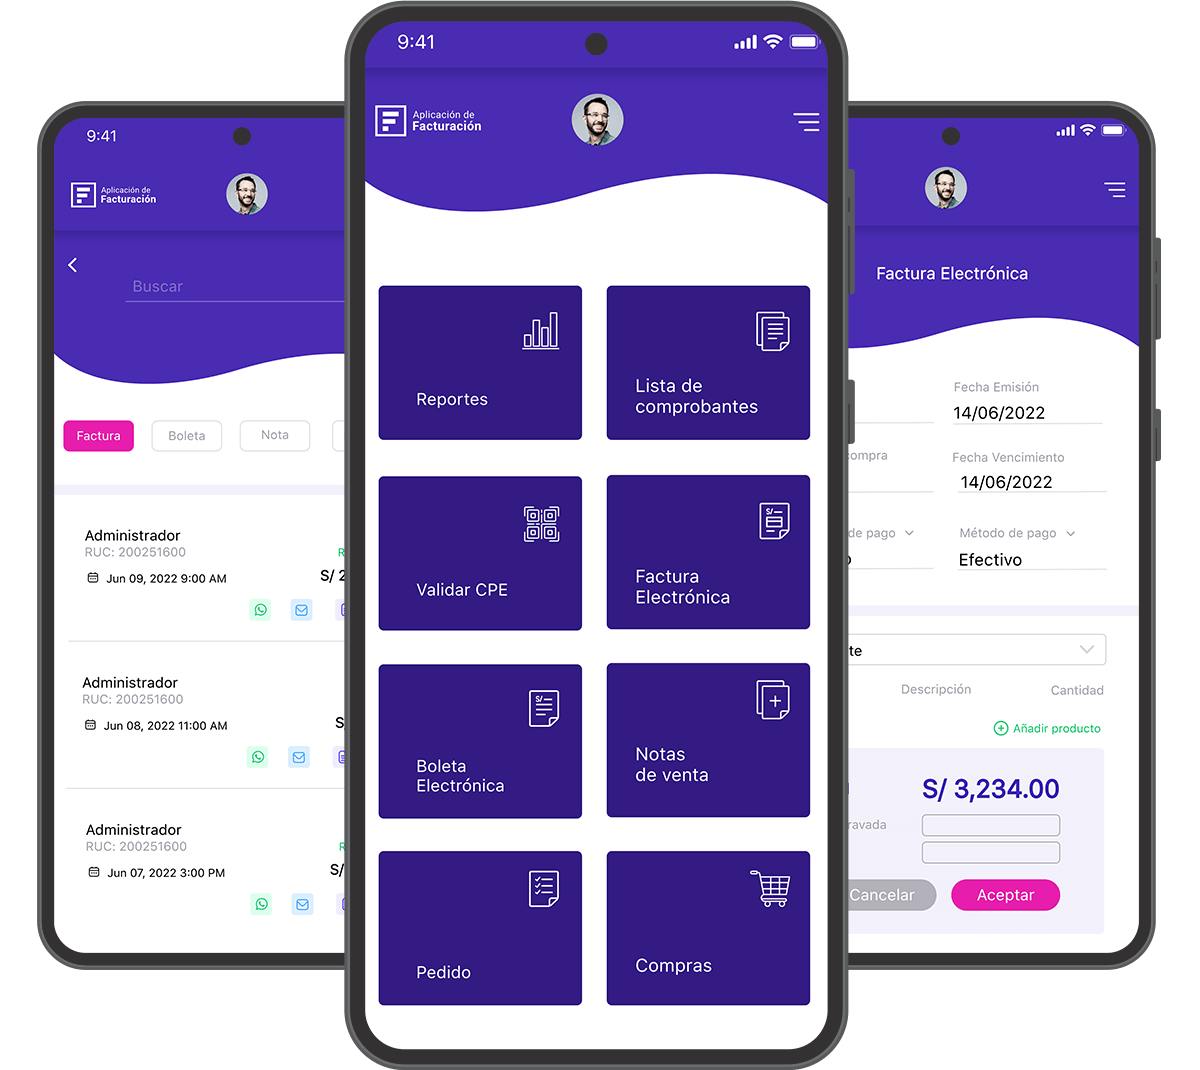 9:41
Aplicación de
Facturación
Buscar
Factura
Boleta
Nota
Administrador
RUC: 200251600
R
Jun 09, 2022 9:00 AM
S/ 2
Administrador
RUC: 200251600
Jun 08, 2022 11:00 AM
S/
Administrador
RUC: 200251600
R
Jun 07, 2022 3:00 PM
S/
9:41
Aplicación de
Facturación
Reportes
Lista de
comprobantes
Validar CPE
S/
Factura
Electrónica
S/
Boleta
Electrónica
Notas
de venta
Pedido
Compras
Factura Electrónica
Fecha Emisión
14/06/2022
compra
Fecha Vencimiento
14/06/2022
de pago
Método de pago
o
Efectivo
te
Descripción
Cantidad
Añadir producto
S/ 3,234.00
ravada
Cancelar
Aceptar